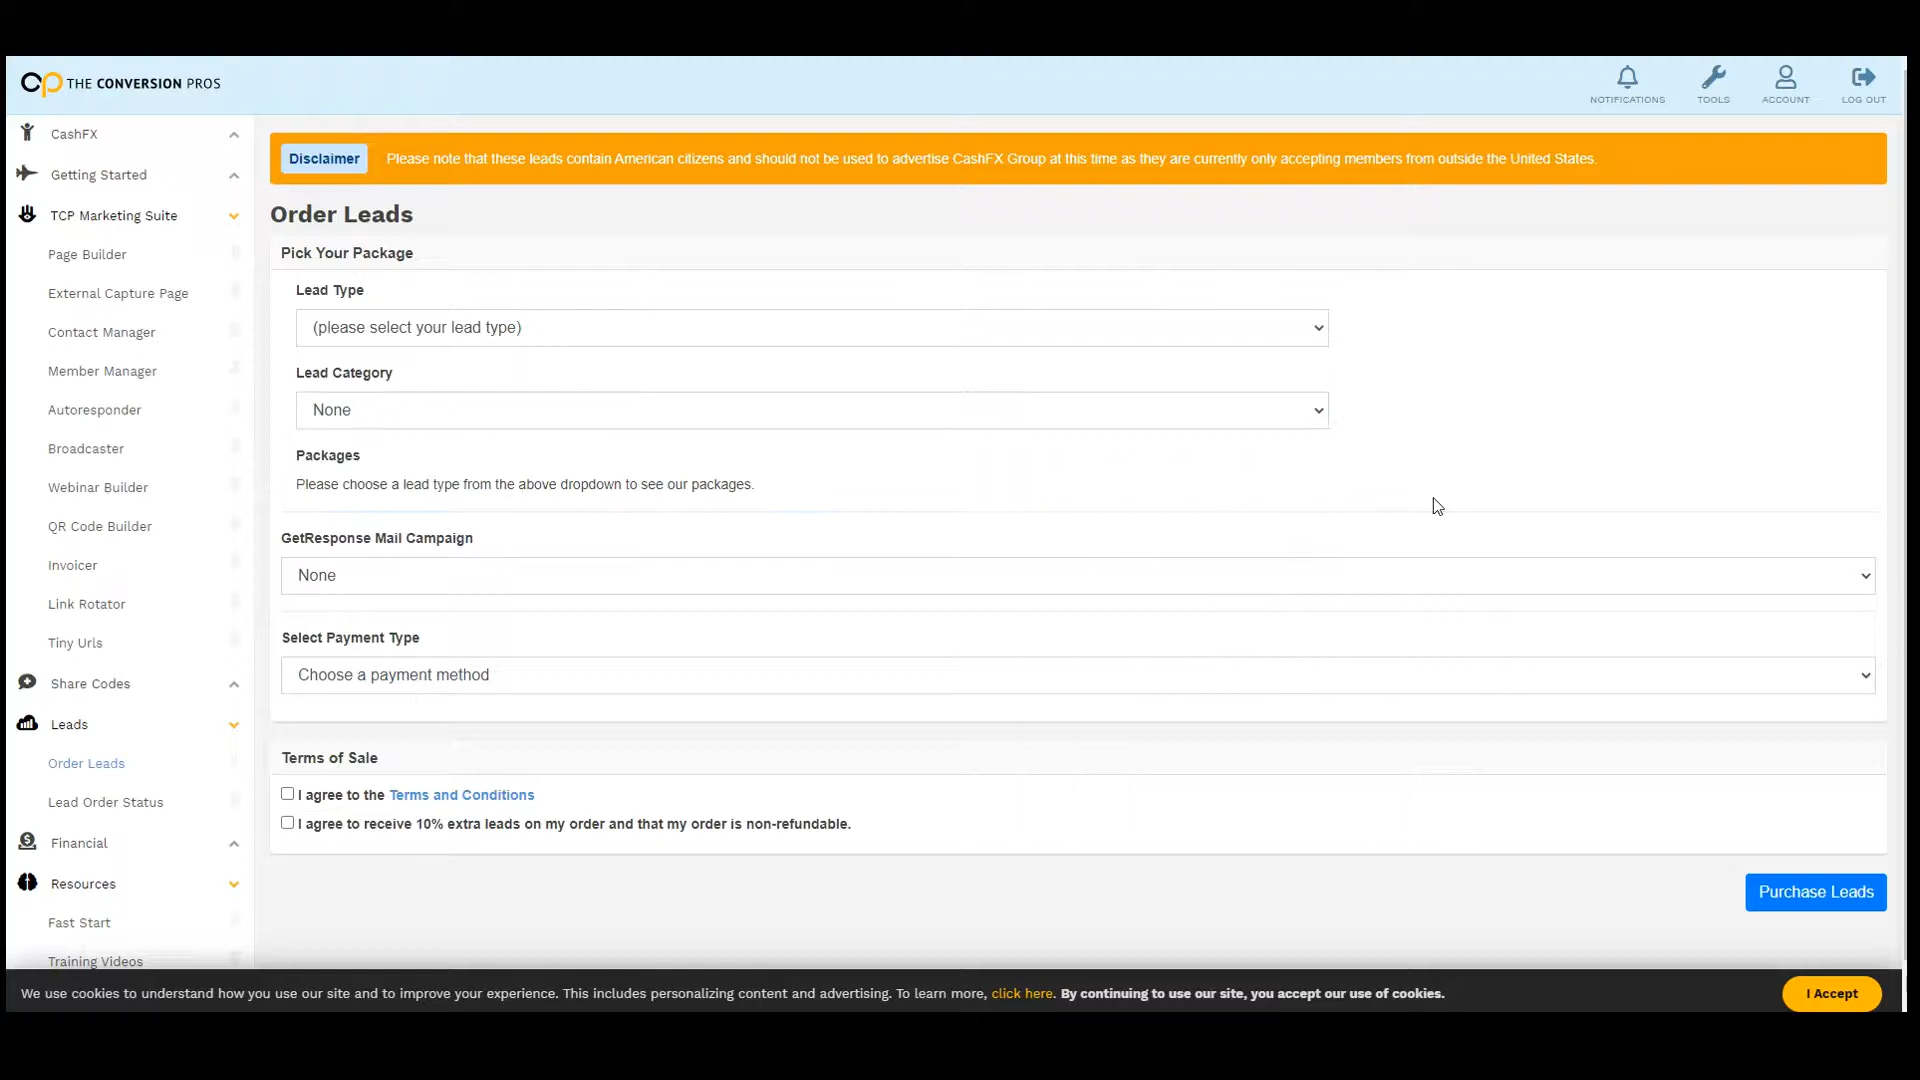 THE CONVERSION PROS
NOTIFICATIONS
TOOLS
ACCOUNT
LOG OUT
CashFX
Getting Started
TCP Marketing Suite
Page Builder
External Capture Page
Contact Manager
Member Manager
Autoresponder
Broadcaster
Webinar Builder
QR Code Builder
Invoicer
Link Rotator
Tiny Urls
Share Codes
Leads
Order Leads
Lead Order Status
Financial
Resources
Fast Start
Training Videos
Disclaimer Please note that these leads contain American citizens and should not be used to advertise CashFX Group at this time as they are currently only accepting members from outside the United States.
Order Leads
Pick Your Package
Lead Type
(please select your lead type)
Lead Category
None
Packages
Please choose a lead type from the above dropdown to see our packages.
GetResponse Mail Campaign
None
Select Payment Type
Choose a payment method
Terms of Sale
I agree to the Terms and Conditions
I agree to receive 10% extra leads on my order and that my order is non-refundable.
Purchase Leads
We use cookies to understand how you use our site and to improve your experience. This includes personalizing content and advertising. To learn more, click here. By continuing to use our site, you accept our use of cookies.
I Accept